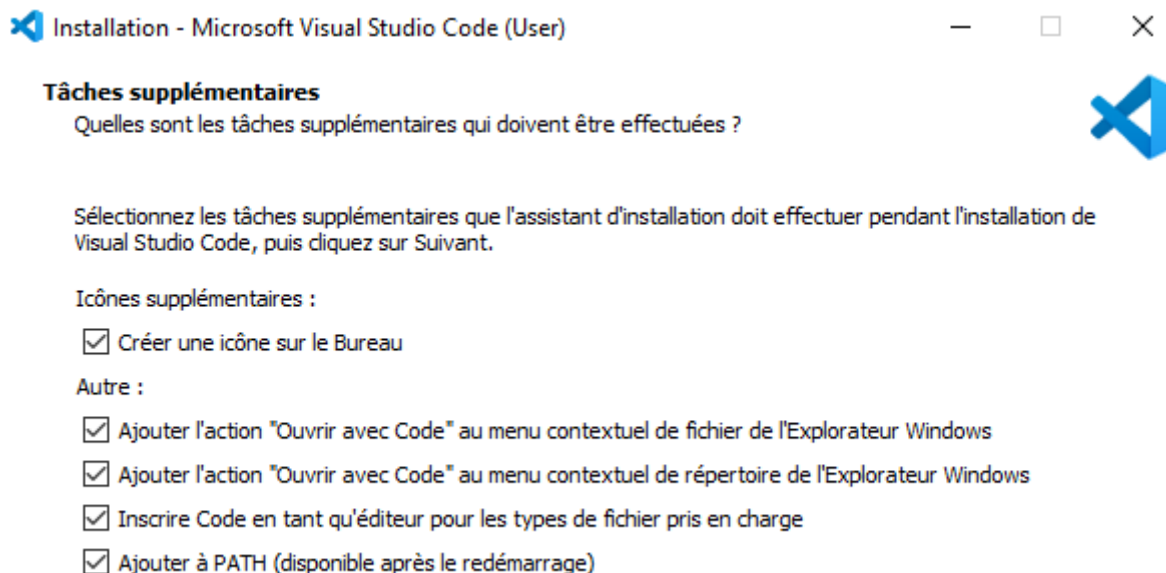 Installation - Microsoft Visual Studio Code (User)
Tâches supplémentaires
Quelles sont les tâches supplémentaires qui doivent être effectuées ?
Sélectionnez les tâches supplémentaires que l'assistant d'installation doit effectuer pendant l'installation de
Visual Studio Code, puis cliquez sur Suivant.
Icônes supplémentaires :
Créer une icône sur le Bureau
Autre :
Ajouter l'action "Ouvrir avec Code" au menu contextuel de fichier de l'Explorateur Windows
Ajouter l'action "Ouvrir avec Code" au menu contextuel de répertoire de l'Explorateur Windows
Inscrire Code en tant qu'éditeur pour les types de fichier pris en charge
Ajouter à PATH (disponible après le redémarrage)